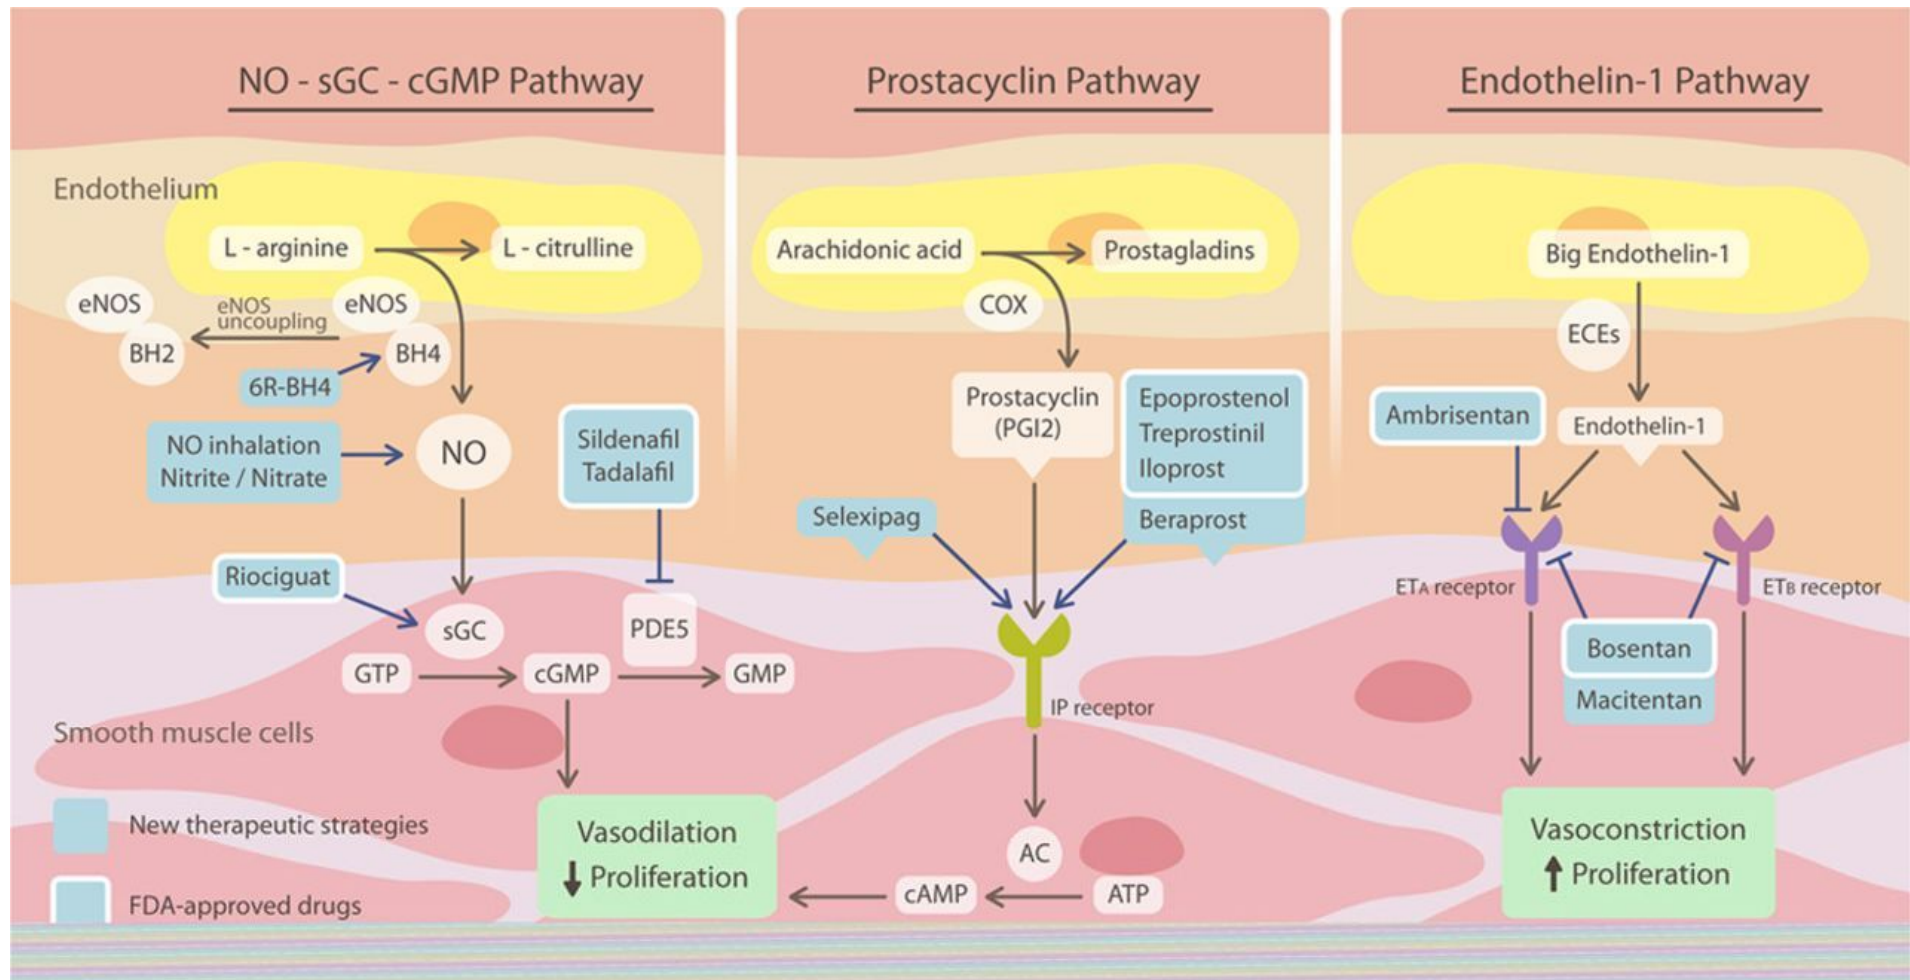 NO - sGC - cGMP Pathway
Endothelium
L - arginine
L - citrulline
eNOS
eNOS
uncoupling
eNOS
BH2
BH4
6R-BH4
NO inhalation
Nitrite / Nitrate
NO
Sildenafil
Tadalafil
Riociguat
sGC
PDE5
GTP
cGMP
GMP
Smooth muscle cells
Vasodilation
↓ Proliferation
New therapeutic strategies
FDA-approved drugs
Prostacyclin Pathway
Arachidonic acid
Prostagladins
COX
Prostacyclin
(PGI2)
Epoprostenol
Treprostinil
Iloprost
Beraprost
Selexipag
IP receptor
AC
cAMP
ATP
Endothelin-1 Pathway
Big Endothelin-1
ECEs
Ambrisentan
Endothelin-1
ETA receptor
ETB receptor
Bosentan
Macitentan
Vasoconstriction
↑ Proliferation